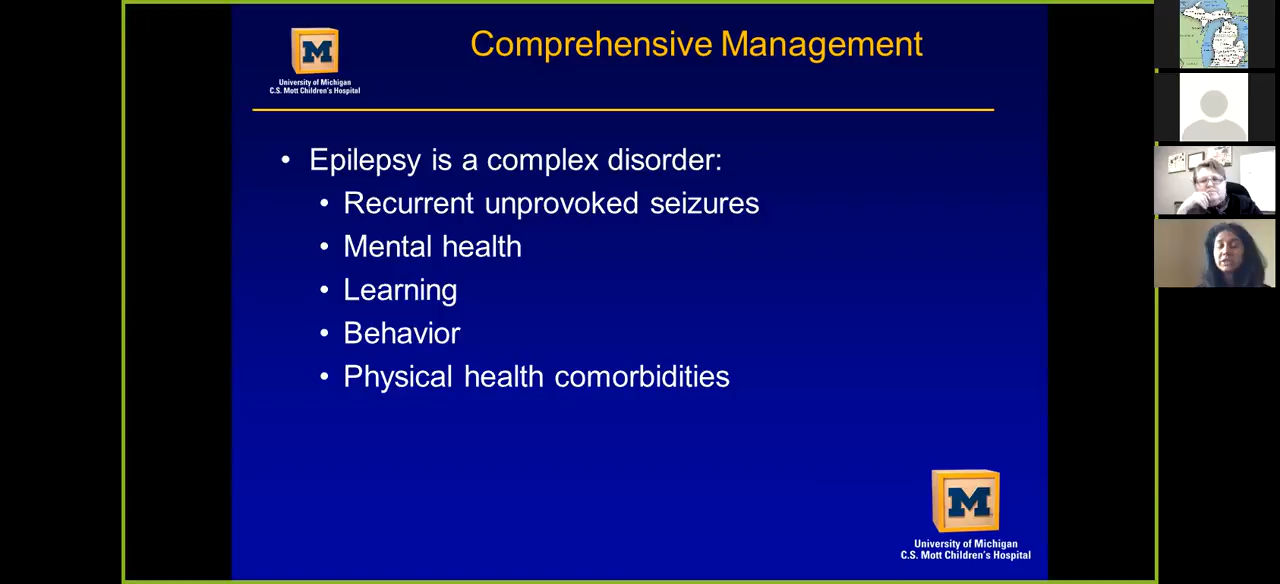 M
University of Michigan
C.S. Mott Children's Hospital
Comprehensive Management
• Epilepsy is a complex disorder:
• Recurrent unprovoked seizures
• Mental health
• Learning
• Behavior
• Physical health comorbidities
M
University of Michigan
C.S. Mott Children's Hospital